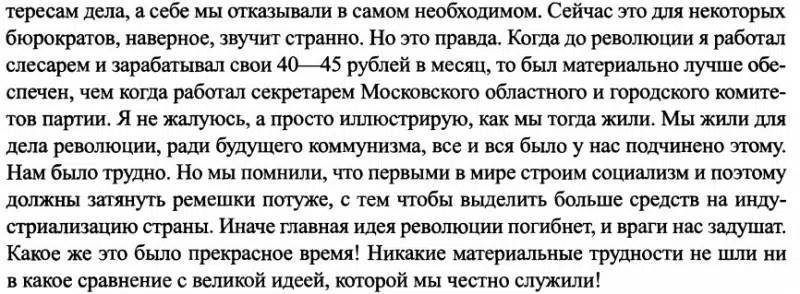 тересам дела, а себе мы отказывали в самом необходимом. Сейчас это для некоторых
бюрократов, наверное, звучит странно. Но это правда. Когда до революции я работал
слесарем и зарабатывал свои 40—45 рублей в месяц, то был материально лучше обе-
спечен, чем когда работал секретарем Московского областного и городского комите-
тов партии. Я не жалуюсь, а просто иллюстрирую, как мы тогда жили. Мы жили для
дела революции, ради будущего коммунизма, все и вся было у нас подчинено этому.
Нам было трудно. Но мы помнили, что первыми в мире строим социализм и поэтому
должны затянуть ремешки потуже, с тем чтобы выделить больше средств на инду-
стриализацию страны. Иначе главная идея революции погибнет, и враги нас задушат.
Какое же это было прекрасное время! Никакие материальные трудности не шли ни
в какое сравнение с великой идеей, которой мы честно служили!